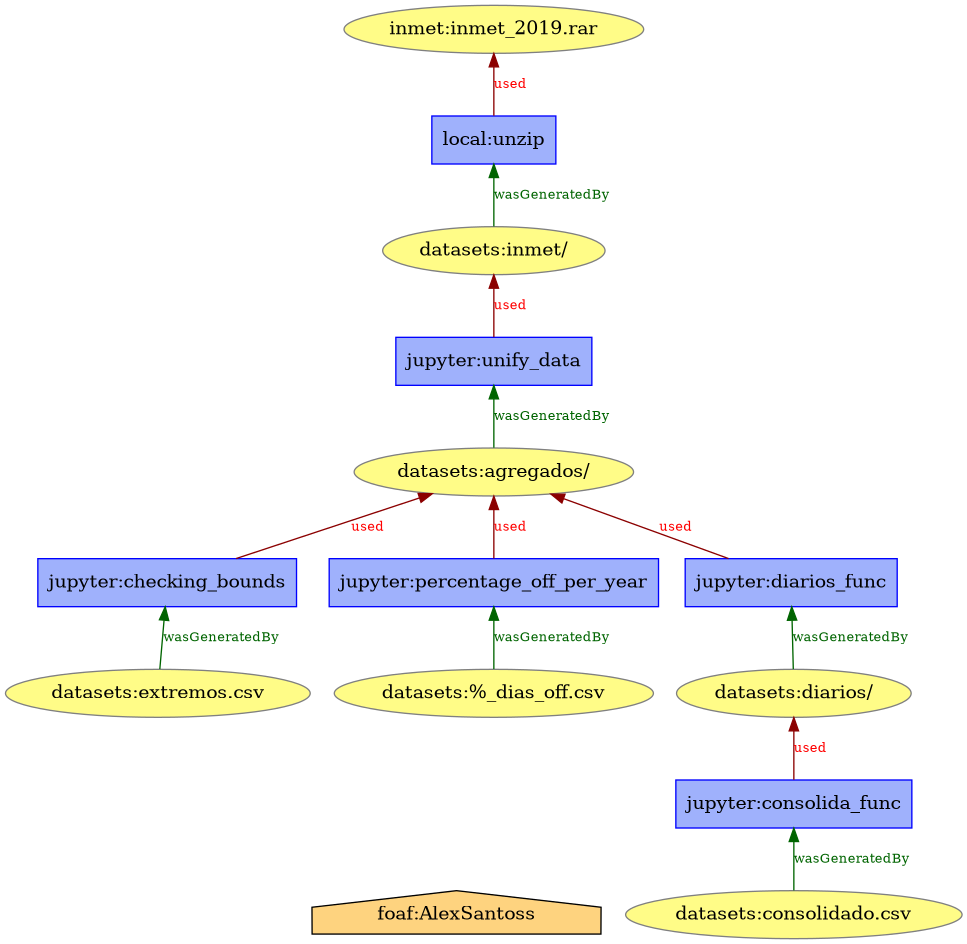 inmet:inmet_2019.rar
used
local:unzip
wasGeneratedBy
datasets:inmet/
used
jupyter:unify_data
wasGeneratedBy
datasets:agregados/
used used used
jupyter:checking_bounds jupyter:percentage_off_per_year jupyter:diarios_func
wasGeneratedBy wasGeneratedBy wasGeneratedBy
datasets:extremos.csv datasets:%_dias_off.csv datasets:diarios/
used
jupyter:consolida_func
wasGeneratedBy
foaf:AlexSantoss datasets:consolidado.csv